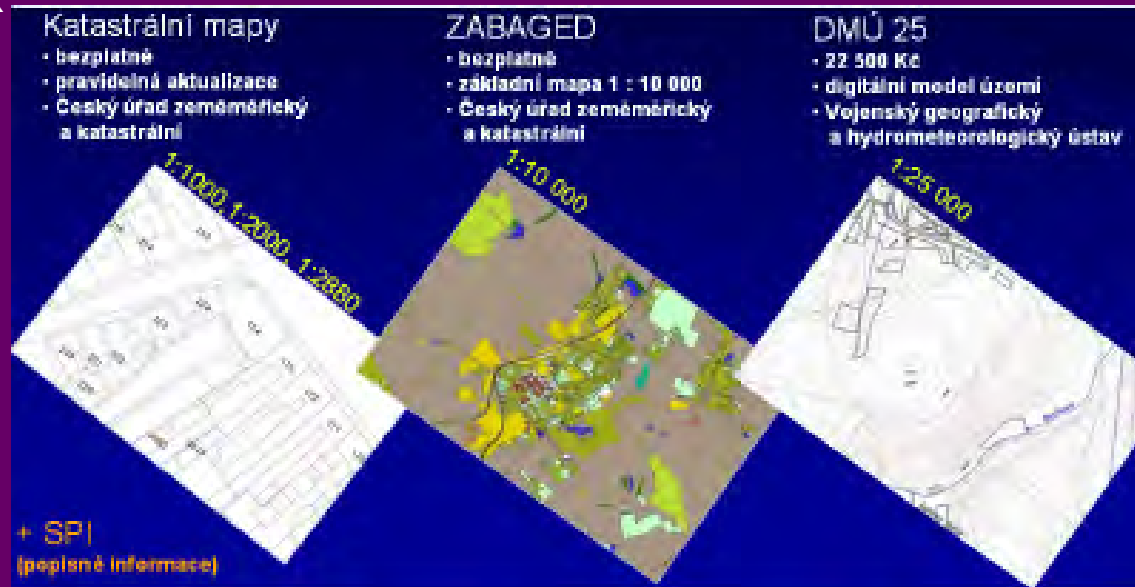 Katastrální mapy
• bezplatně
• pravidelná aktualizace
• Český úřad zeměměřický
a katastrální
1:1000, 1:2000, 1:2880
+ SPI
(popisné informace)
ZABAGED
• bezplatně
• základní mapa 1 : 10 000
• Český úřad zeměměřický
a katastrální
1:10 000
DMÚ 25
• 22 500 Kč
• digitální model území
• Vojenský geografický
a hydrometeorologický ústav
1:25 000